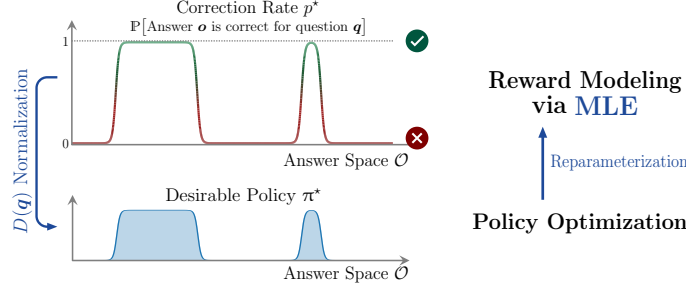 Correction Rate p⋆
ℙ[Answer o is correct for question q]
1
0
Answer Space 𝒪
D(q) Normalization
Desirable Policy π⋆
Answer Space 𝒪
Reward Modeling
via MLE
Reparameterization
Policy Optimization